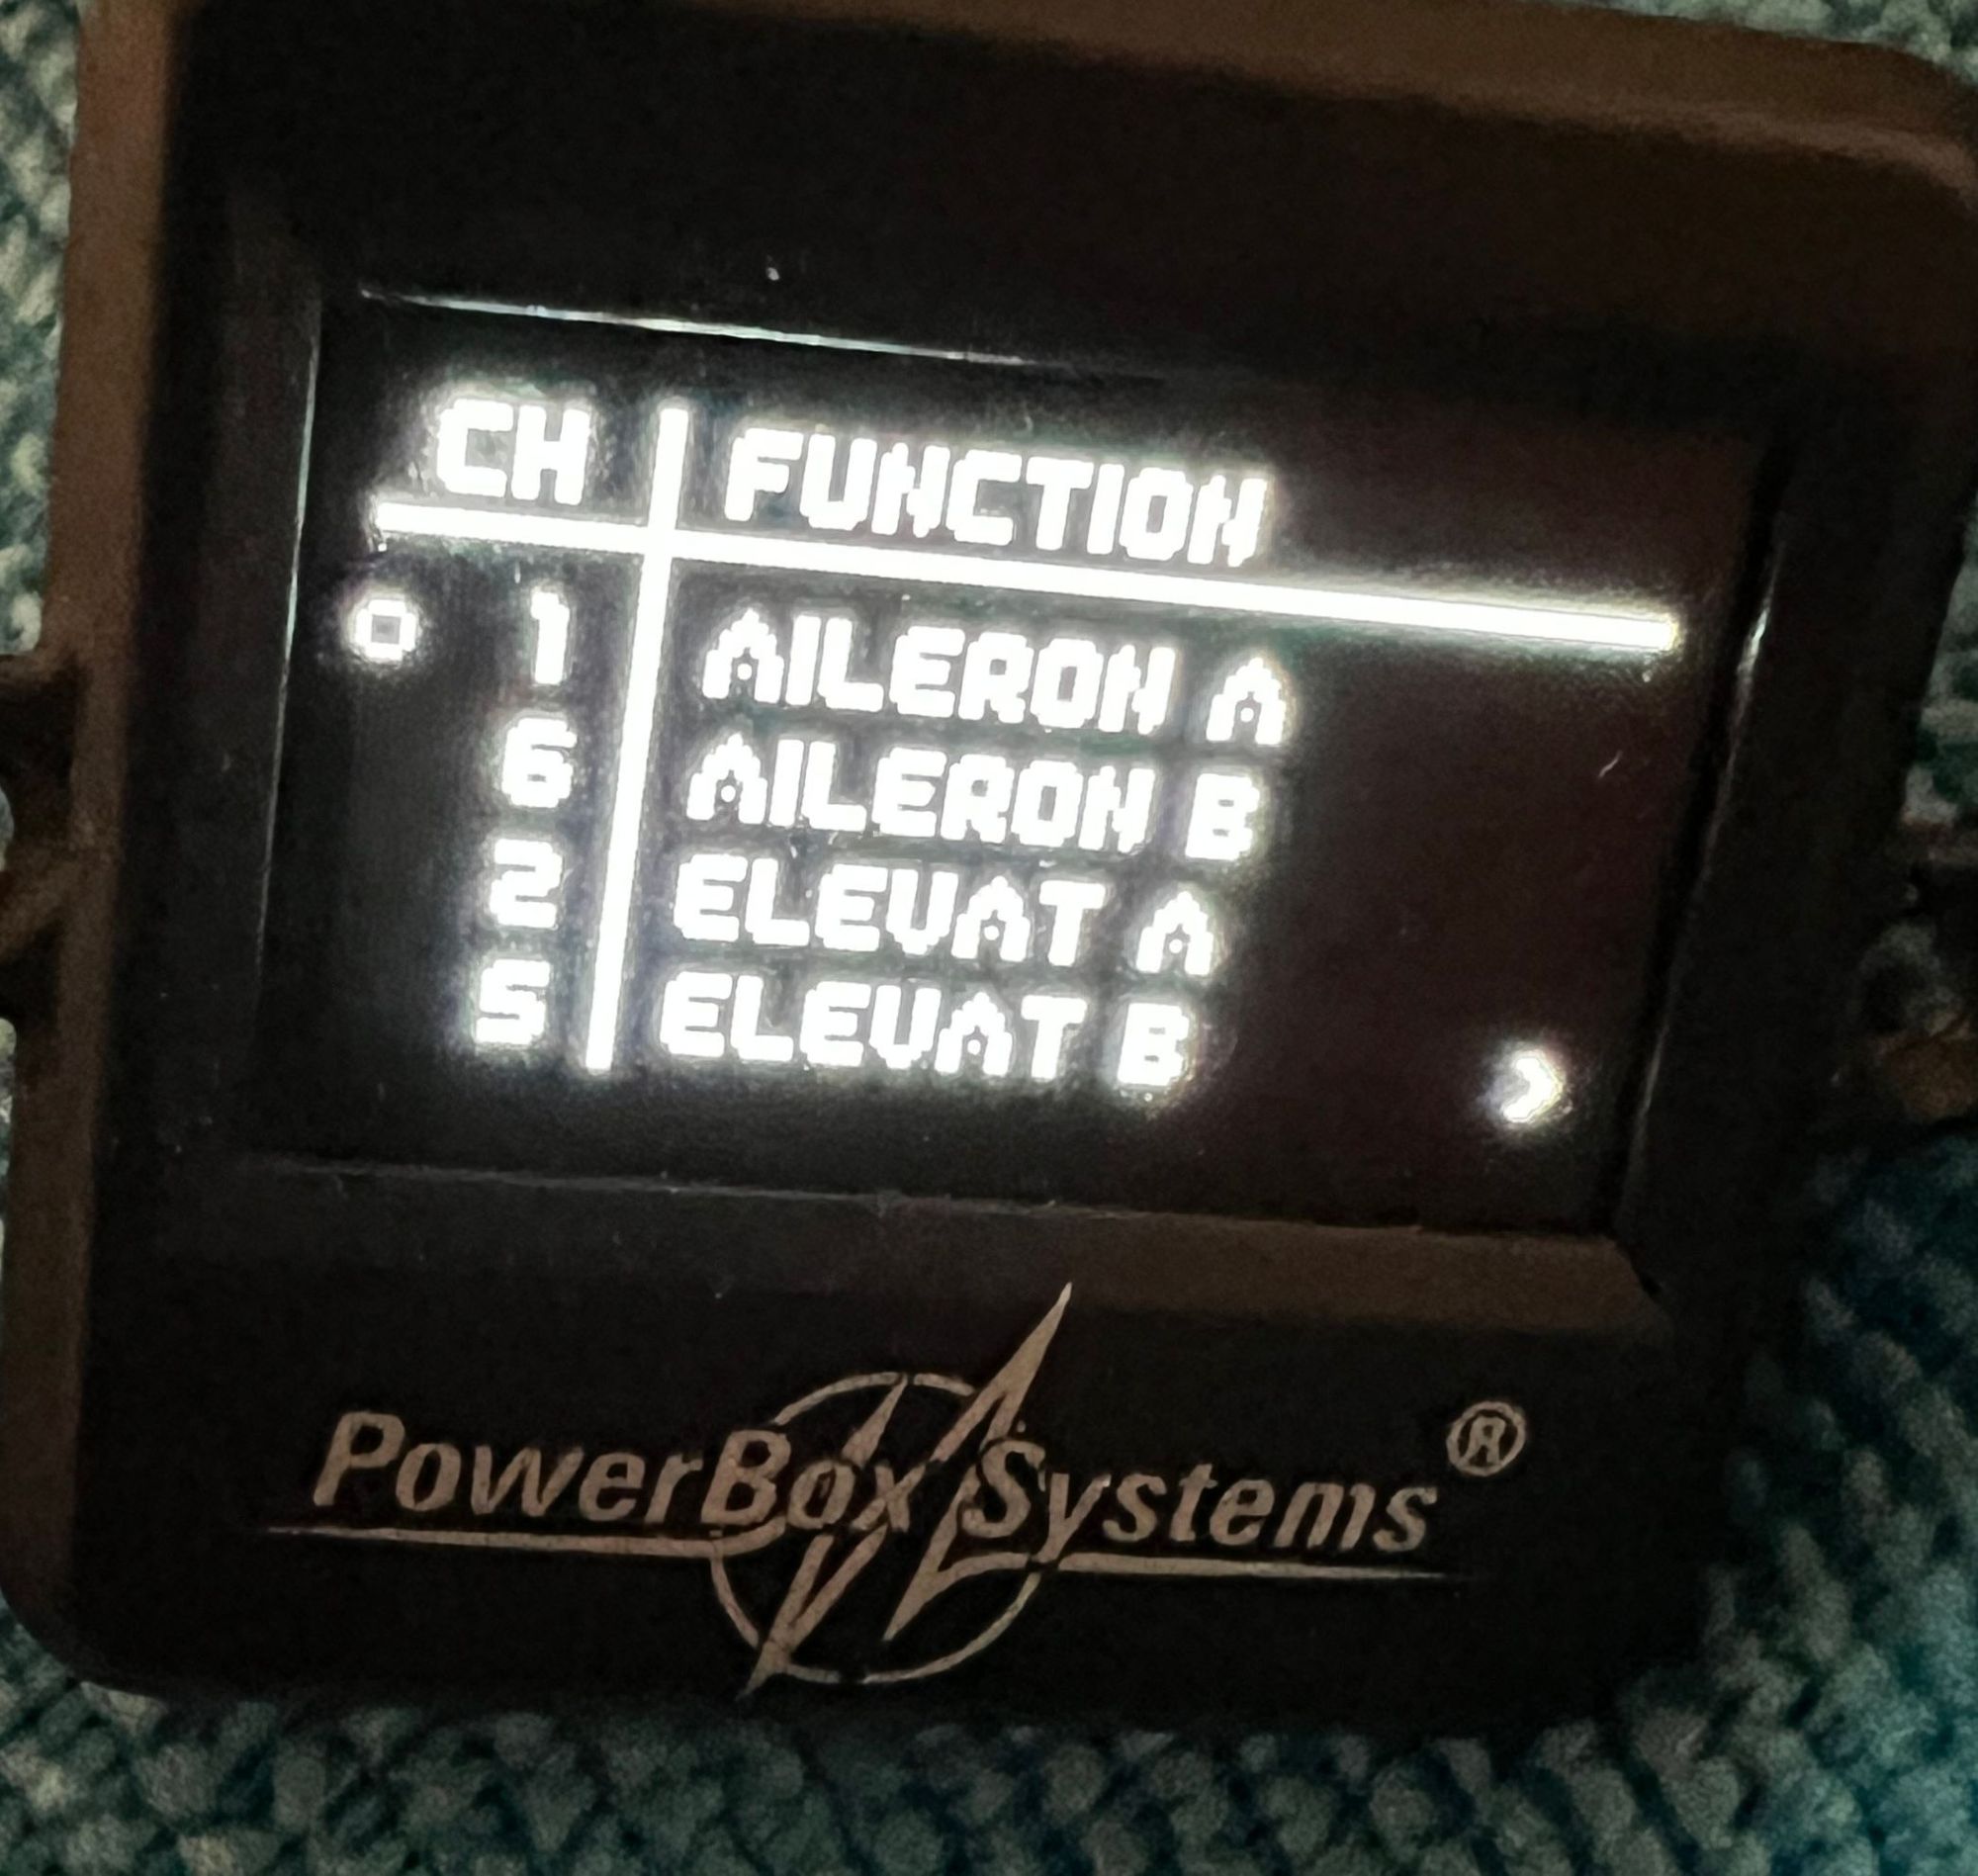 CH FUNCTION
1 AILERON A
6 AILERON B
2 ELEVAT A
5 ELEVAT B
PowerBox Systems ®